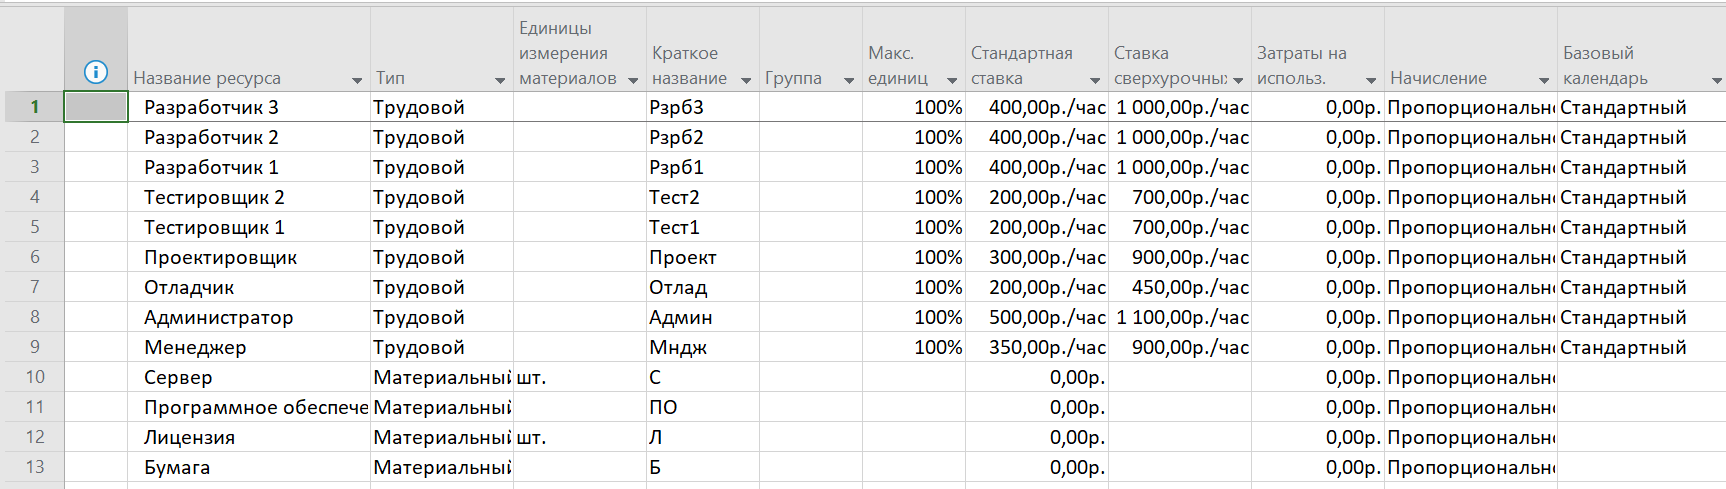 Название ресурса Тип Единицы измерения материалов Краткое название Группа Макс. единиц Стандартная ставка Ставка сверхурочны Затраты на использ. Начисление Базовый календарь
1 Разработчик 3 Трудовой Рзрб3 100% 400,00р./час 1 000,00р./час 0,00р. Пропорциональн Стандартный
2 Разработчик 2 Трудовой Рзрб2 100% 400,00р./час 1 000,00р./час 0,00р. Пропорциональн Стандартный
3 Разработчик 1 Трудовой Рзрб1 100% 400,00р./час 1 000,00р./час 0,00р. Пропорциональн Стандартный
4 Тестировщик 2 Трудовой Тест2 100% 200,00р./час 700,00р./час 0,00р. Пропорциональн Стандартный
5 Тестировщик 1 Трудовой Тест1 100% 200,00р./час 700,00р./час 0,00р. Пропорциональн Стандартный
6 Проектировщик Трудовой Проект 100% 300,00р./час 900,00р./час 0,00р. Пропорциональн Стандартный
7 Отладчик Трудовой Отлад 100% 200,00р./час 450,00р./час 0,00р. Пропорциональн Стандартный
8 Администратор Трудовой Админ 100% 500,00р./час 1 100,00р./час 0,00р. Пропорциональн Стандартный
9 Менеджер Трудовой Мндж 100% 350,00р./час 900,00р./час 0,00р. Пропорциональн Стандартный
10 Сервер Материальный шт. С 0,00р. 0,00р. Пропорциональн
11 Программное обеспече Материальный ПО 0,00р. 0,00р. Пропорциональн
12 Лицензия Материальный шт. Л 0,00р. 0,00р. Пропорциональн
13 Бумага Материальный Б 0,00р. 0,00р. Пропорциональн